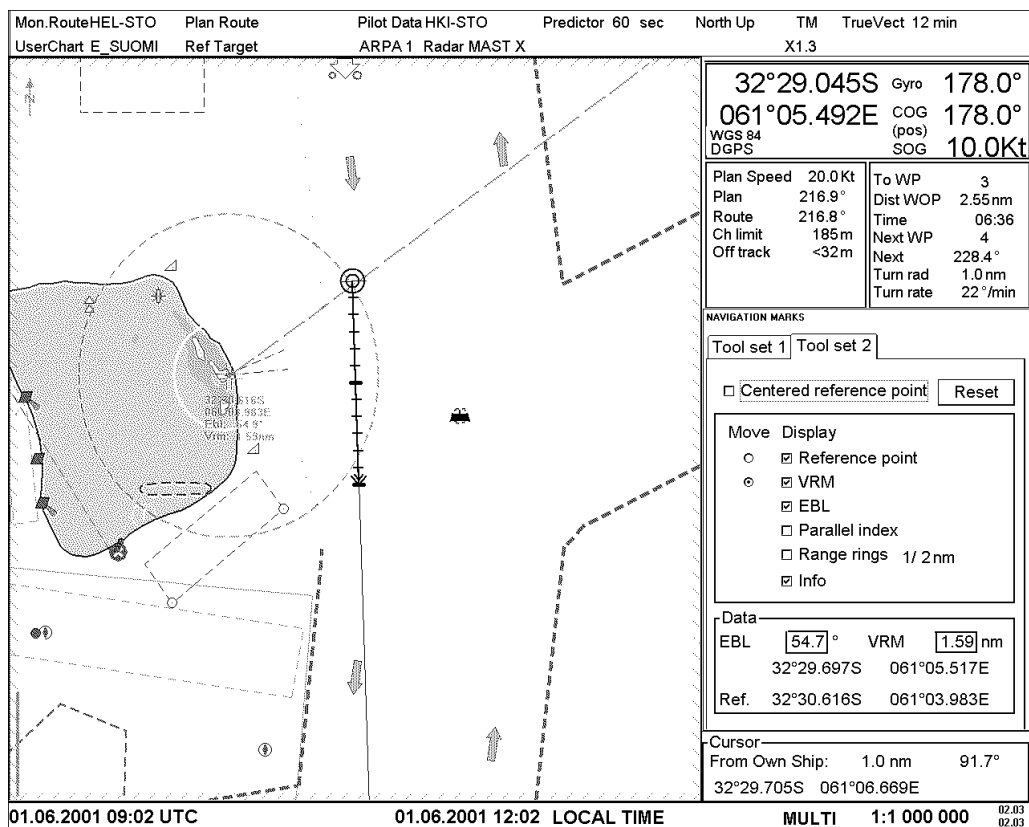 Mon.RouteHEL-STO Plan Route Pilot Data HKI-STO Predictor 60 sec North Up TM TrueVect 12 min
UserChart E_SUOMI Ref Target ARPA 1 Radar MAST X X1.3
32°29.045S Gyro 178.0°
061°05.492E COG 178.0°
(pos)
WGS 84
DGPS SOG 10.0Kt
Plan Speed 20.0Kt
Plan 216.9°
Route 216.8°
Ch limit 185m
Off track <32m
To WP 3
Dist WOP 2.55nm
Time 06:36
Next WP 4
Next 228.4°
Turn rad 1.0nm
Turn rate 22°/min
NAVIGATION MARKS
Tool set 1 Tool set 2
Centered reference point Reset
Move Display
Reference point
VRM
EBL
Parallel index
Range rings 1/ 2nm
Info
Data
EBL 54.7 ° VRM 1.59 nm
32°29.697S 061°05.517E
Ref. 32°30.616S 061°03.983E
Cursor
From Own Ship: 1.0 nm 91.7°
32°29.705S 061°06.669E
01.06.2001 09:02 UTC 01.06.2001 12:02 LOCAL TIME MULTI 1:1 000 000 02.03
02.03